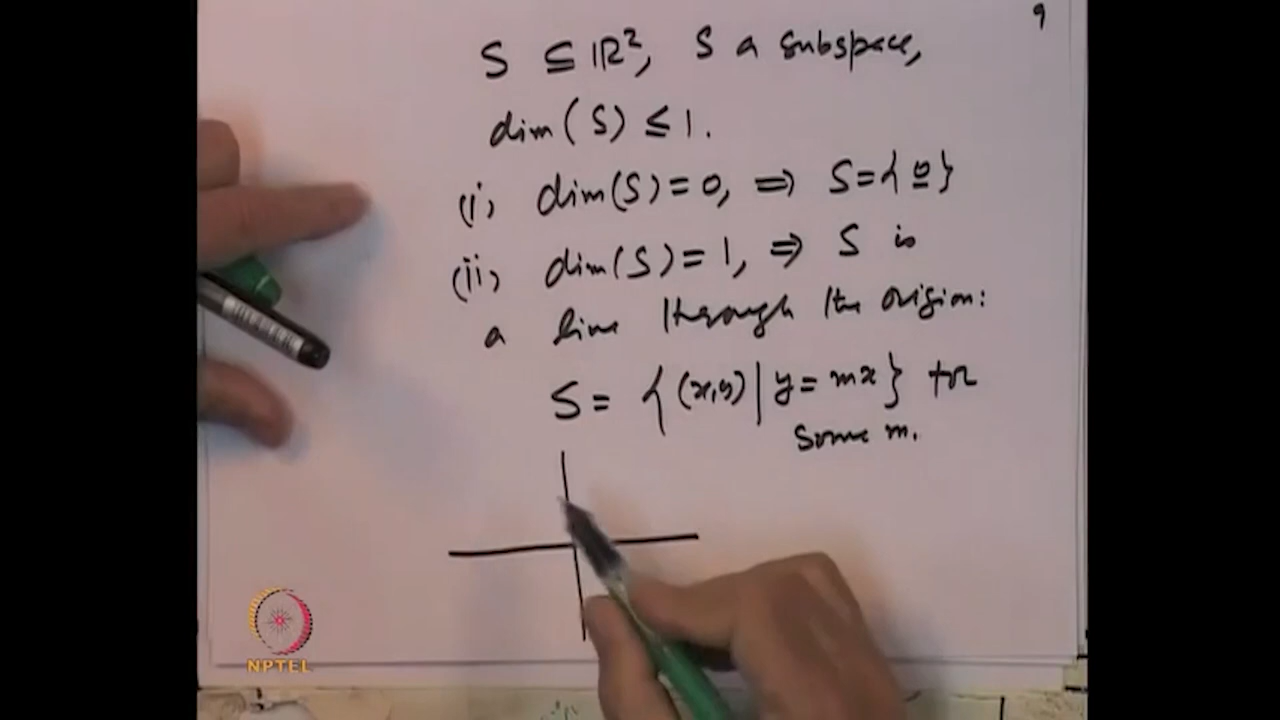 9
S ⊆ ℝ², S a subspace,
dim(S) ≤ 1.
(i) dim(S)=0, ⇒ S={0}
(ii) dim(S)=1, ⇒ S is
a line through the origin:
S= {(x,y) | y=mx} for
some m.
NPTEL